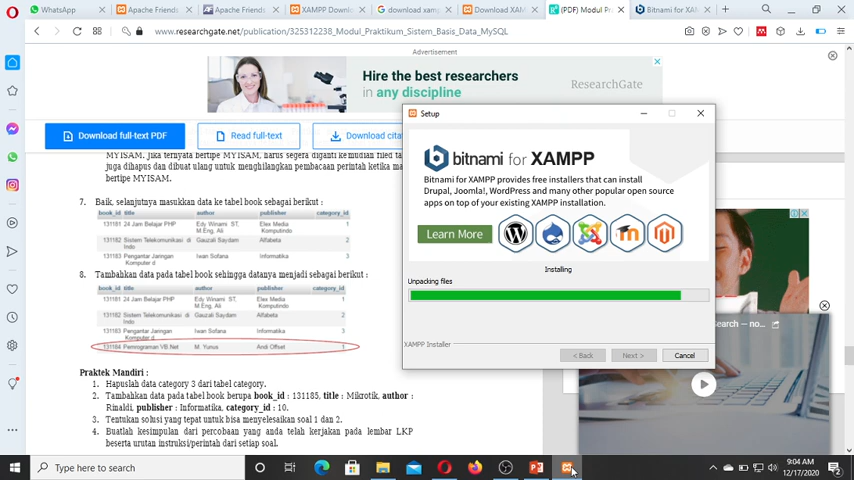 WhatsApp
Apache Friends
Apache Friends
XAMPP Downlo
download xamp
Download XAM
(PDF) Modul Pra
Bitnami for XAM
www.researchgate.net/publication/325312238_Modul_Praktikum_Sistem_Basis_Data_MySQL
Advertisement
Hire the best researchers
in any discipline
ResearchGate
Download full-text PDF
Read full-text
Download cita
MYISAM. Jika ternyata bertipe MYISAM, harus segera diganti kemudian filed ta
juga dihapus dan dibuat ulang untuk menghilangkan pembacaan perintah ketika ma
bertipe MYISAM.
7. Baik, selanjutnya masukkan data ke tabel book sebagai berikut :
book_id title author publisher category_id
131181 24 Jam Belajar PHP Edy Winarni ST, M.Eng, Ali Elex Media Komputindo 1
131182 Sistem Telekomunikasi di Indo Gauzali Saydam Alfabeta 2
131183 Pengantar Jaringan Komputer d Iwan Sofana Informatika 3
8. Tambahkan data pada tabel book sehingga datanya menjadi sebagai berikut :
book_id title author publisher category_id
131181 24 Jam Belajar PHP Edy Winarni ST, M.Eng, Ali Elex Media Komputindo 1
131182 Sistem Telekomunikasi di Indo Gauzali Saydam Alfabeta 2
131183 Pengantar Jaringan Komputer d Iwan Sofana Informatika 3
131184 Pemrograman VB.Net M. Yunus Andi Offset 1
Praktek Mandiri :
1. Hapuslah data category 3 dari tabel category.
2. Tambahkan data pada tabel book berupa book_id : 131185, title : Mikrotik, author :
Rinaldi, publisher : Informatika, category_id : 10.
3. Tentukan solusi yang tepat untuk bisa menyelesaikan soal 1 dan 2.
4. Buatlah kesimpulan dari percobaan yang anda telah kerjakan pada lembar LKP
beserta urutan instruksi/perintah dari setiap soal.
Setup
bitnami for XAMPP
Bitnami for XAMPP provides free installers that can install
Drupal, Joomla!, WordPress and many other popular open source
apps on top of your existing XAMPP installation.
Learn More
Installing
Unpacking files
XAMPP Installer
< Back
Next >
Cancel
Search — no...
Type here to search
9:04 AM
12/17/2020
2